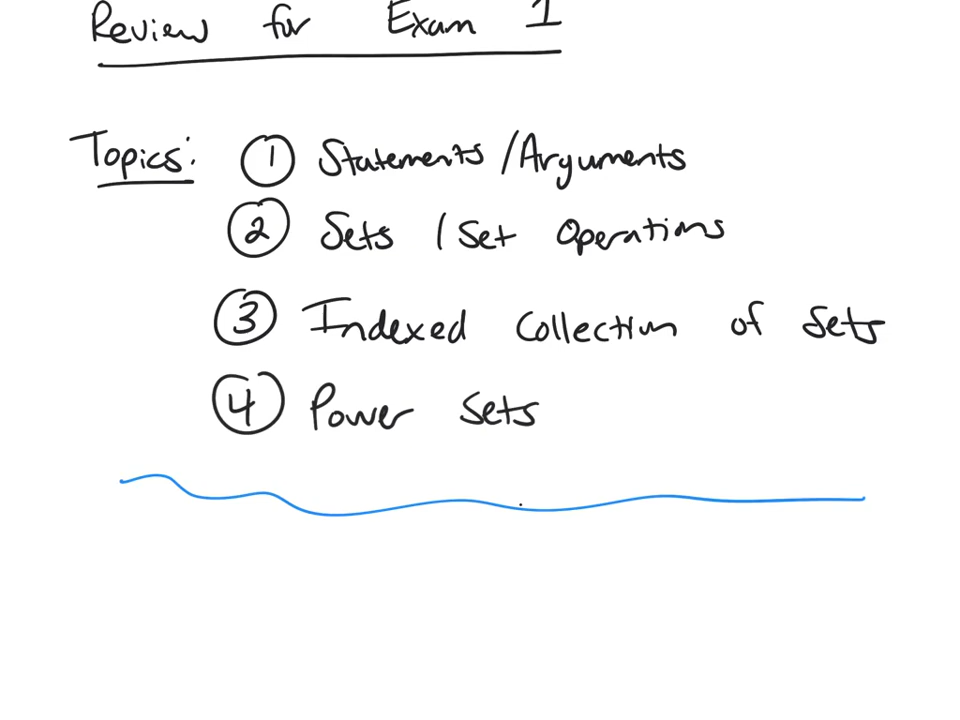 Review for Exam 1
Topics: ① Statements/Arguments
② Sets / Set Operations
③ Indexed Collection of Sets
④ Power Sets